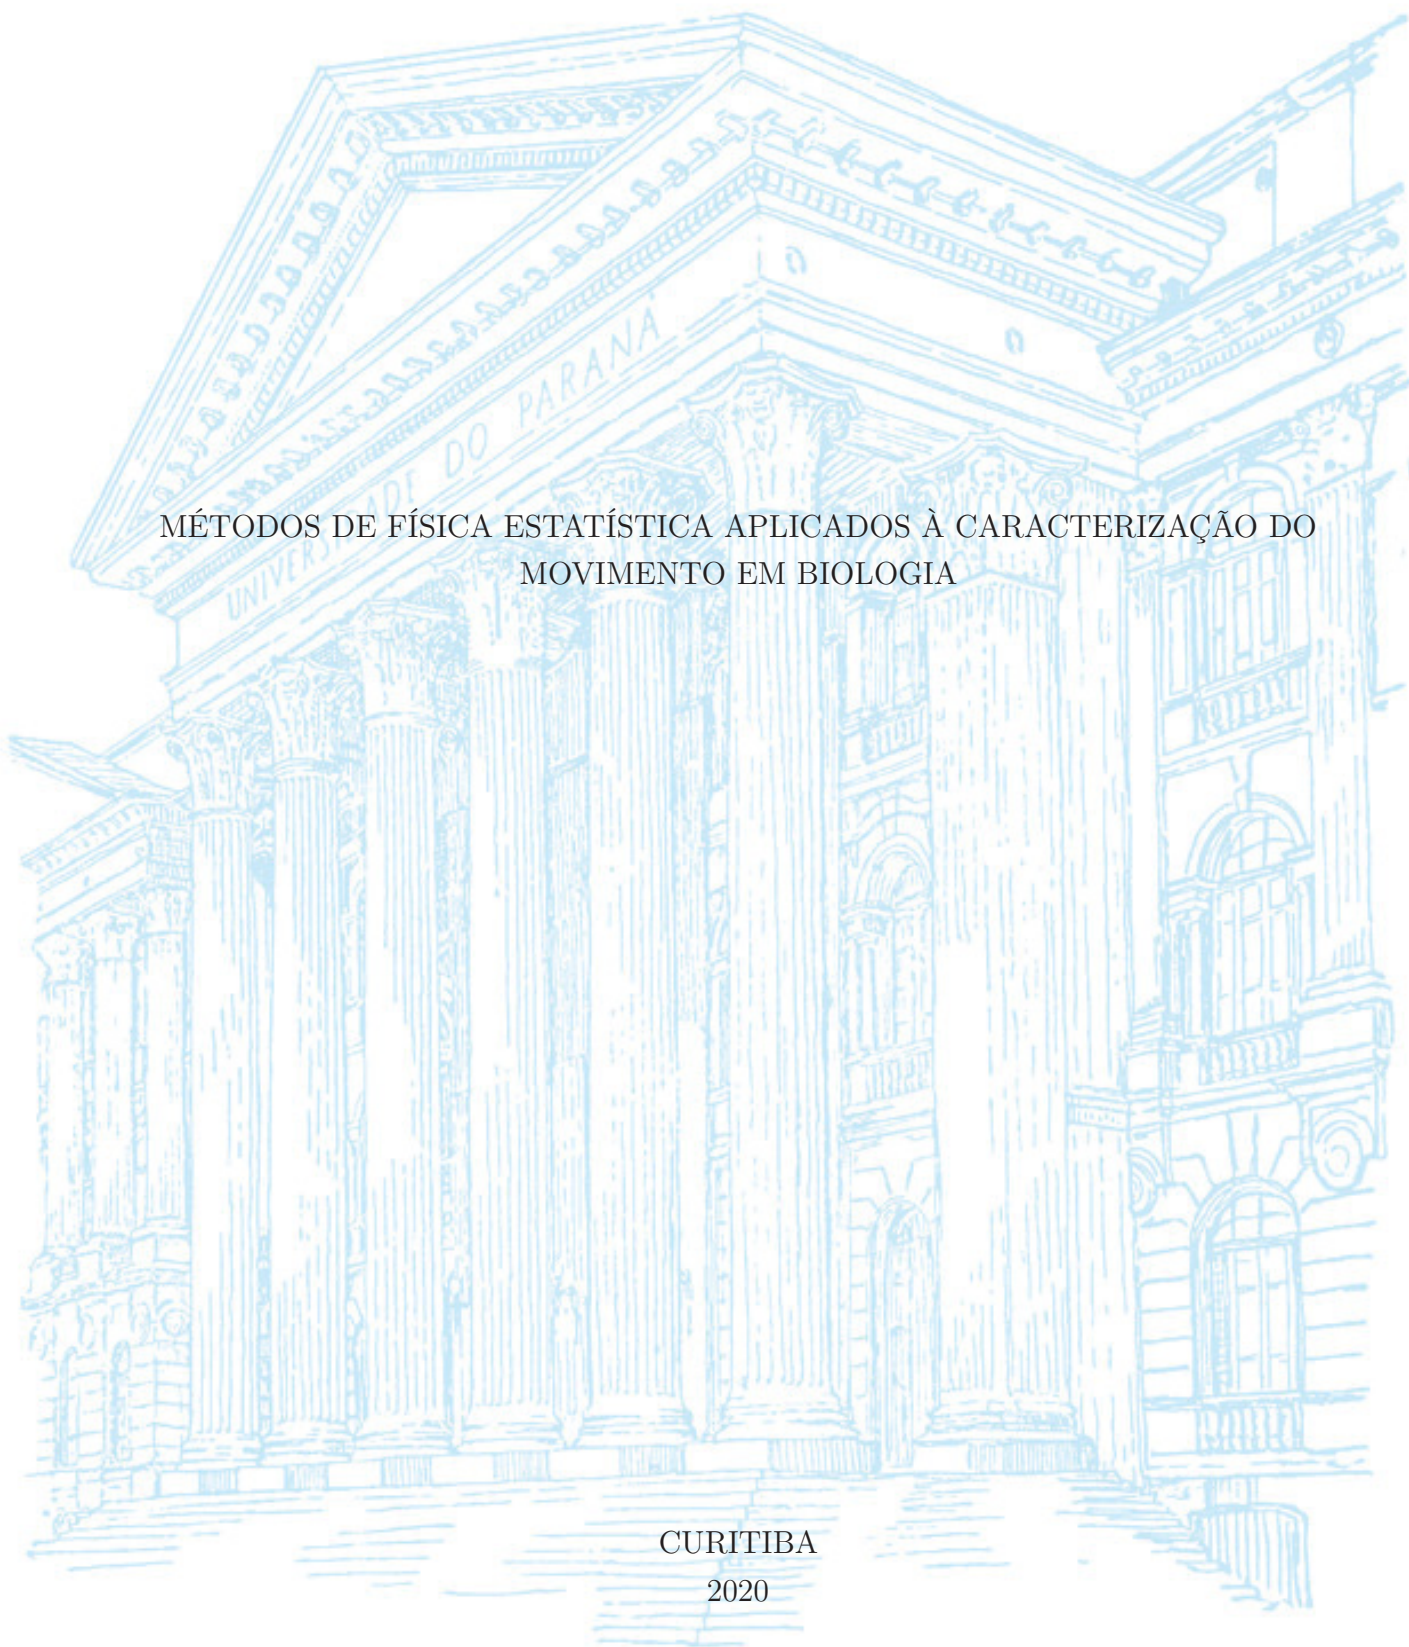 UNIVERSIDADE DO PARANÁ
MÉTODOS DE FÍSICA ESTATÍSTICA APLICADOS À CARACTERIZAÇÃO DO
MOVIMENTO EM BIOLOGIA
CURITIBA
2020